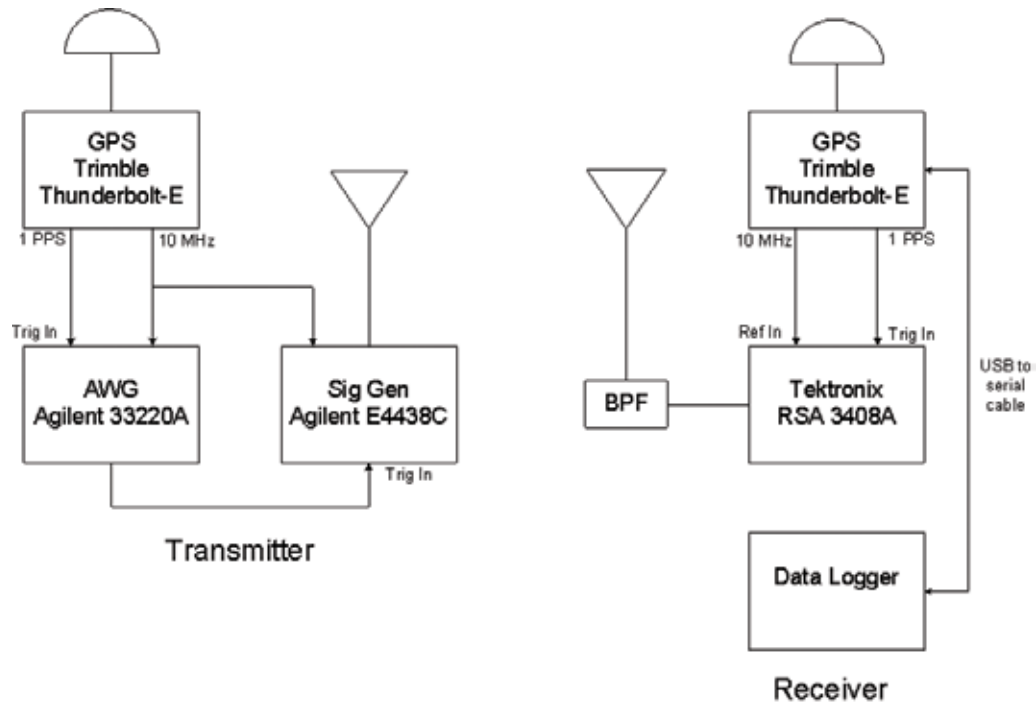 GPS
Trimble
Thunderbolt-E
1 PPS
10 MHz
Trig In
AWG
Agilent 33220A
Sig Gen
Agilent E4438C
Trig In
Transmitter
GPS
Trimble
Thunderbolt-E
10 MHz
1 PPS
Ref In
Trig In
BPF
Tektronix
RSA 3408A
USB to
serial
cable
Data Logger
Receiver